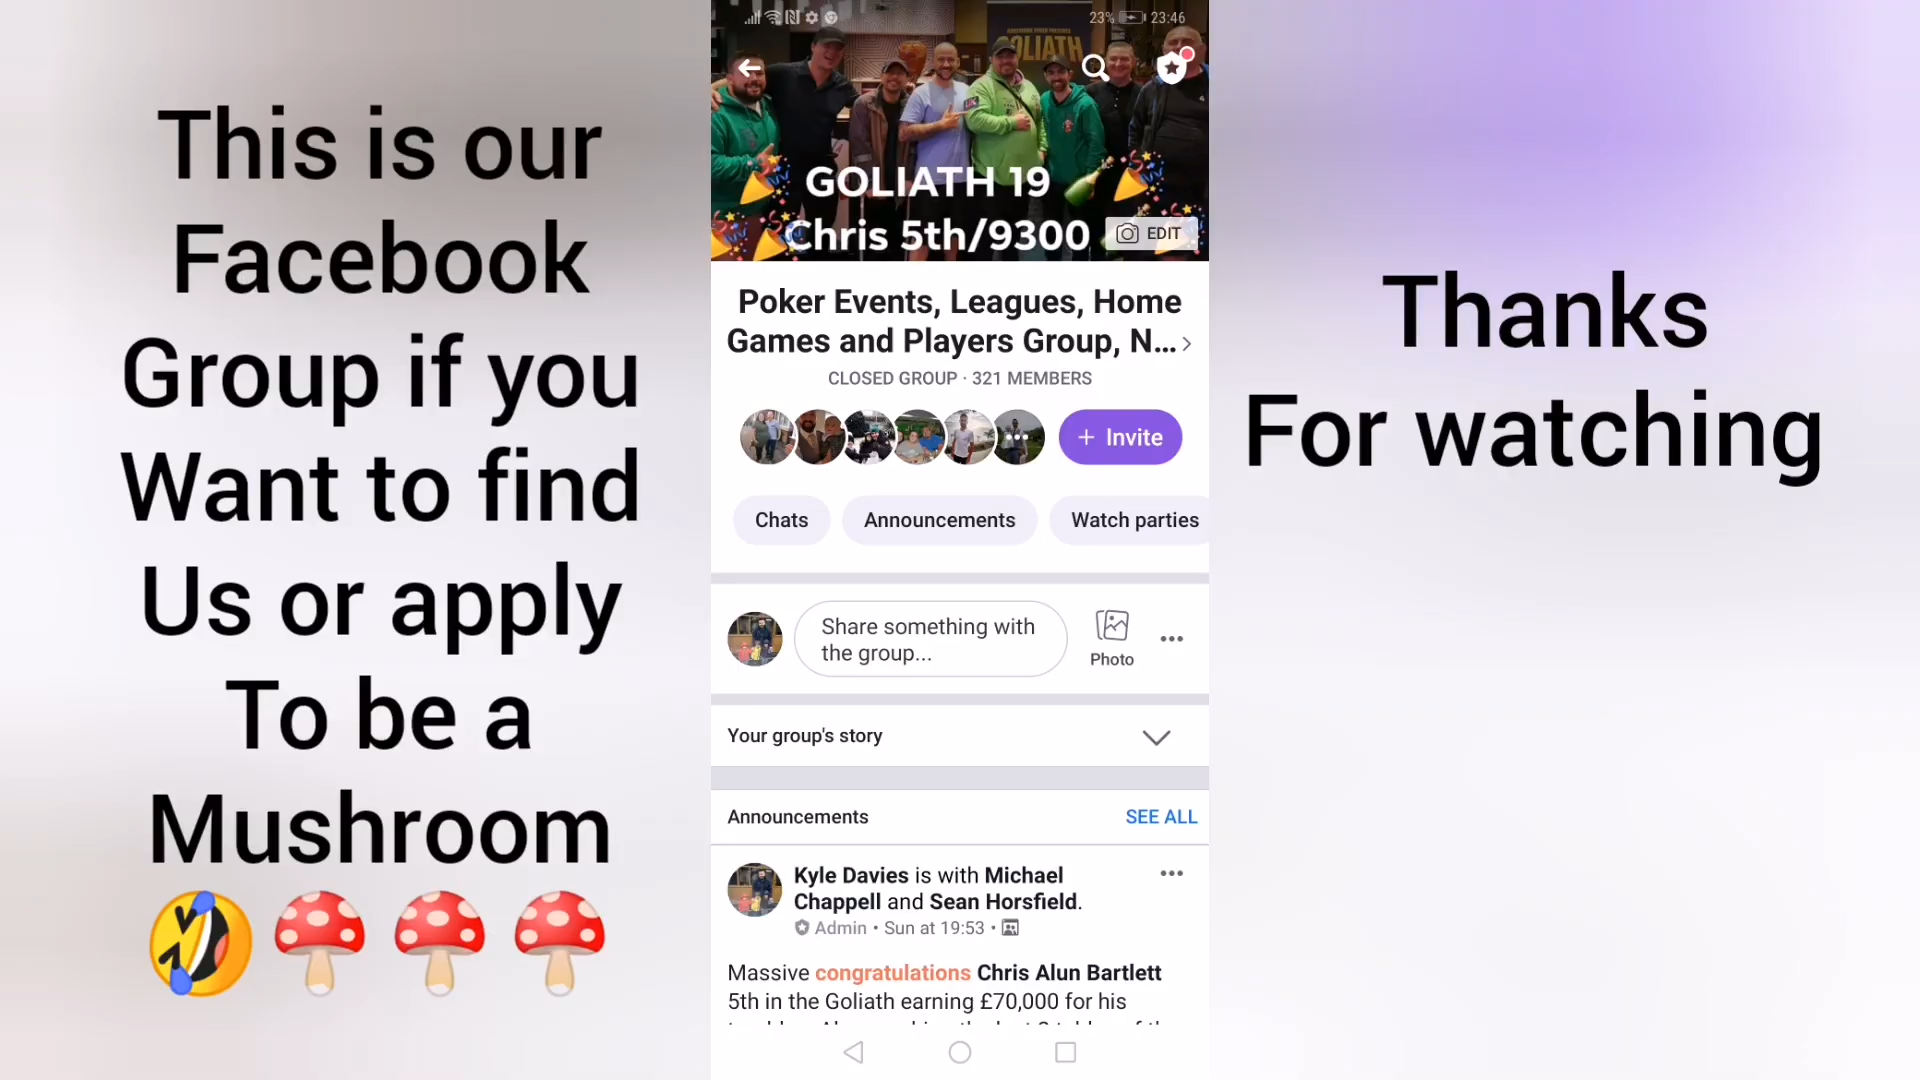 This is our
Facebook
Group if you
Want to find
Us or apply
To be a
Mushroom
23% 23:46
GOLIATH
GOLIATH 19
Chris 5th/9300
EDIT
Poker Events, Leagues, Home
Games and Players Group, N...
CLOSED GROUP · 321 MEMBERS
+ Invite
Chats
Announcements
Watch parties
Share something with
the group...
Photo
Your group's story
Announcements
SEE ALL
Kyle Davies is with Michael
Chappell and Sean Horsfield.
Admin • Sun at 19:53 •
Massive congratulations Chris Alun Bartlett
5th in the Goliath earning £70,000 for his
Thanks
For watching